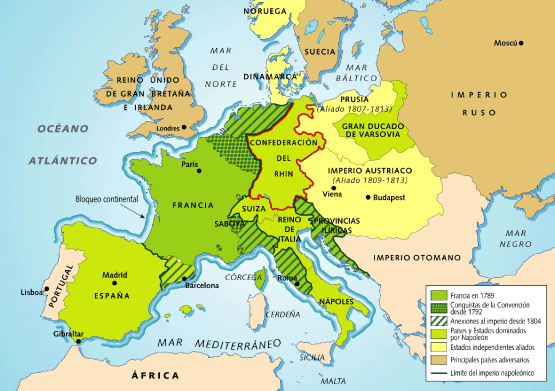 NORUEGA
SUECIA
Moscú
MAR
DEL
NORTE
MAR
BÁLTICO
DINAMARCA
REINO UNIDO
DE GRAN BRETAÑA
E IRLANDA
Londres
IMPERIO
RUSO
PRUSIA
(Aliado 1807-1813)
GRAN DUCADO
DE VARSOVIA
OCÉANO
ATLÁNTICO
CONFEDERACIÓN
DEL
RHIN
París
IMPERIO AUSTRIACO
(Aliado 1809-1813)
Viena
Budapest
Bloqueo continental
FRANCIA
SUIZA
SABOYA
REINO
DE
ITALIA
PROVINCIAS
ILÍRICAS
MAR
NEGRO
IMPERIO OTOMANO
PORTUGAL
Lisboa
Madrid
ESPAÑA
Barcelona
CÓRCEGA
Roma
NÁPOLES
CERDEÑA
Gibraltar
MAR MEDITERRÁNEO
SICILIA
MALTA
ÁFRICA
Francia en 1789
Conquistas de la Convención
desde 1792
Anexiones al imperio desde 1804
Países y Estados dominados
por Napoleón
Estados independientes aliados
Principales países adversarios
Límite del imperio napoleónico